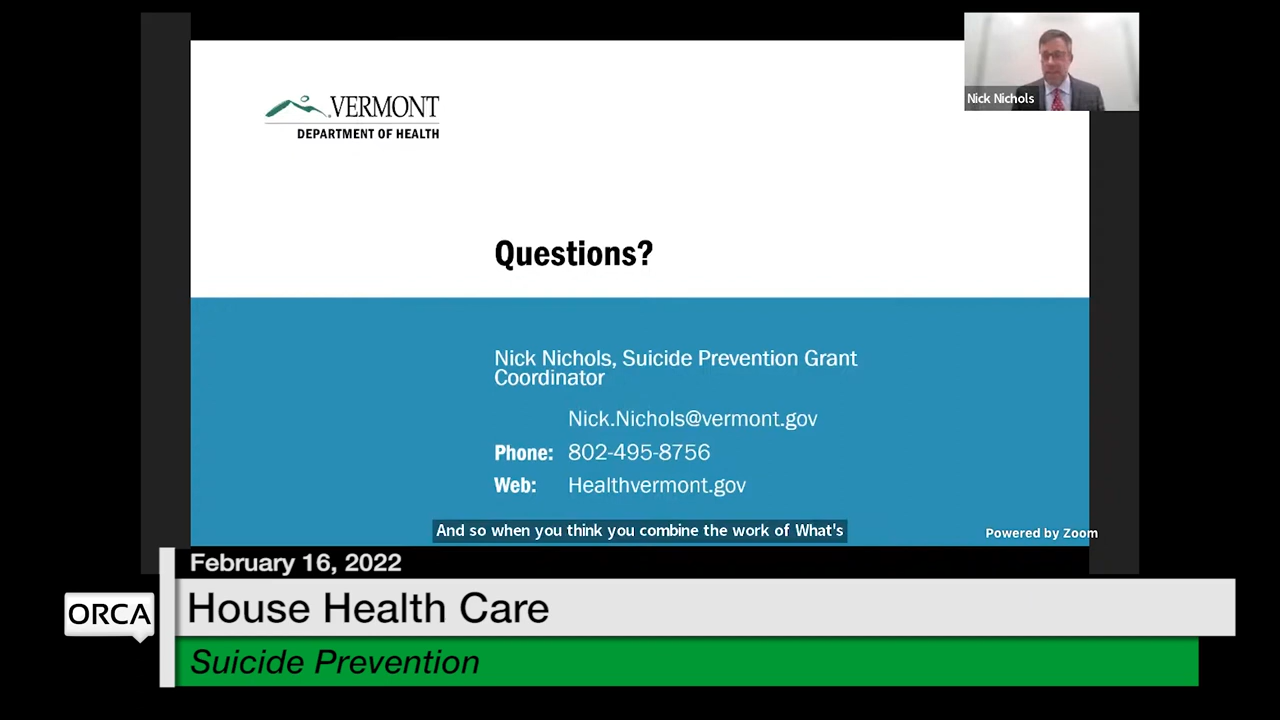 Nick Nichols
VERMONT
DEPARTMENT OF HEALTH
Questions?
Nick Nichols, Suicide Prevention Grant
Coordinator
Nick.Nichols@vermont.gov
Phone: 802-495-8756
Web: Healthvermont.gov
And so when you think you combine the work of What's
Powered by Zoom
February 16, 2022
ORCA
House Health Care
Suicide Prevention